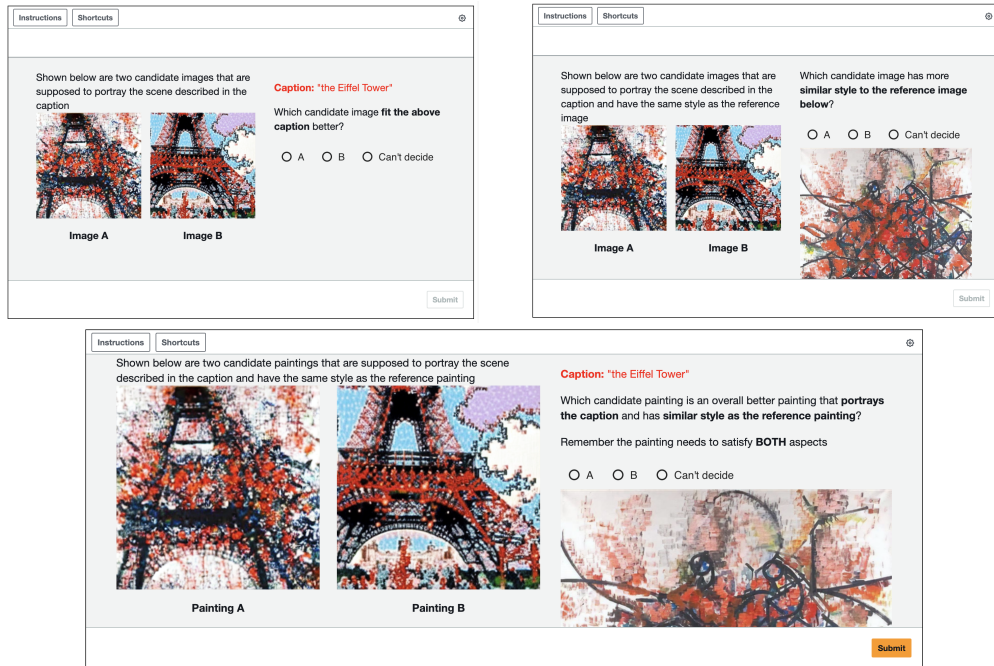 Instructions Shortcuts
Shown below are two candidate images that are
supposed to portray the scene described in the
caption
Image A Image B
Caption: "the Eiffel Tower"
Which candidate image fit the above
caption better?
A B Can't decide
Submit
Instructions Shortcuts
Shown below are two candidate images that are
supposed to portray the scene described in the
caption and have the same style as the reference
image
Image A Image B
Which candidate image has more
similar style to the reference image
below?
A B Can't decide
Submit
Instructions Shortcuts
Shown below are two candidate paintings that are supposed to portray the scene
described in the caption and have the same style as the reference painting
Painting A Painting B
Caption: "the Eiffel Tower"
Which candidate painting is an overall better painting that portrays
the caption and has similar style as the reference painting?
Remember the painting needs to satisfy BOTH aspects
A B Can't decide
Submit